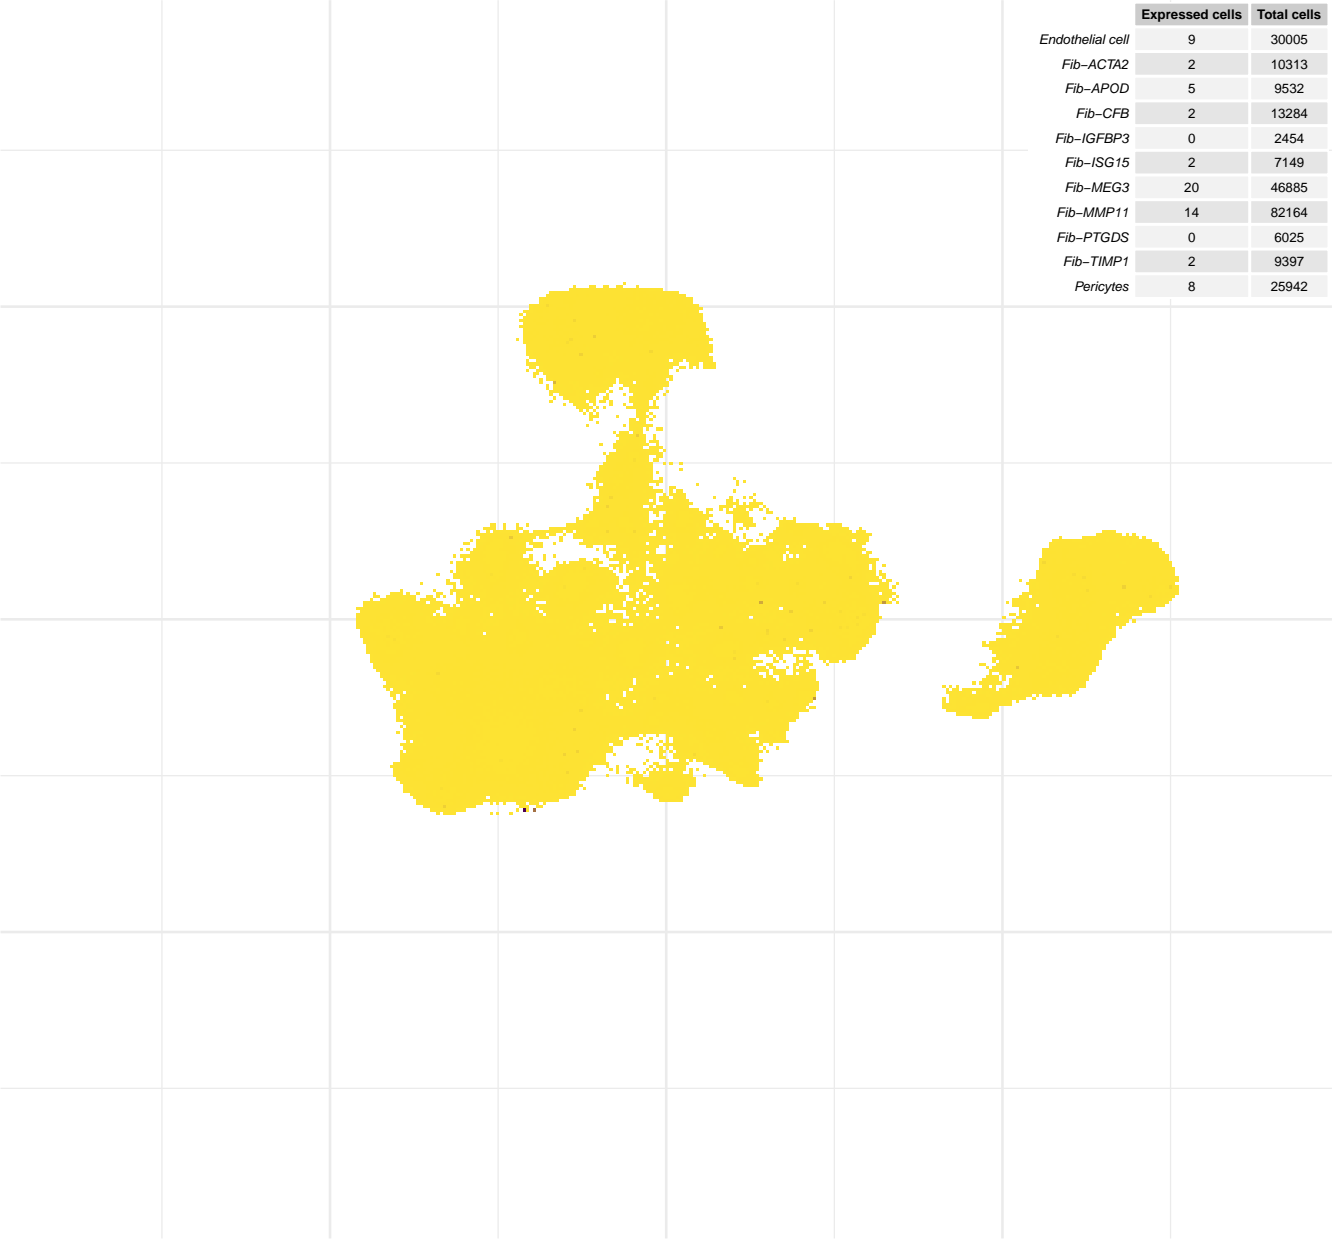 Expressed cells Total cells
Endothelial cell 9 30005
Fib−ACTA2 2 10313
Fib−APOD 5 9532
Fib−CFB 2 13284
Fib−IGFBP3 0 2454
Fib−ISG15 2 7149
Fib−MEG3 20 46885
Fib−MMP11 14 82164
Fib−PTGDS 0 6025
Fib−TIMP1 2 9397
Pericytes 8 25942